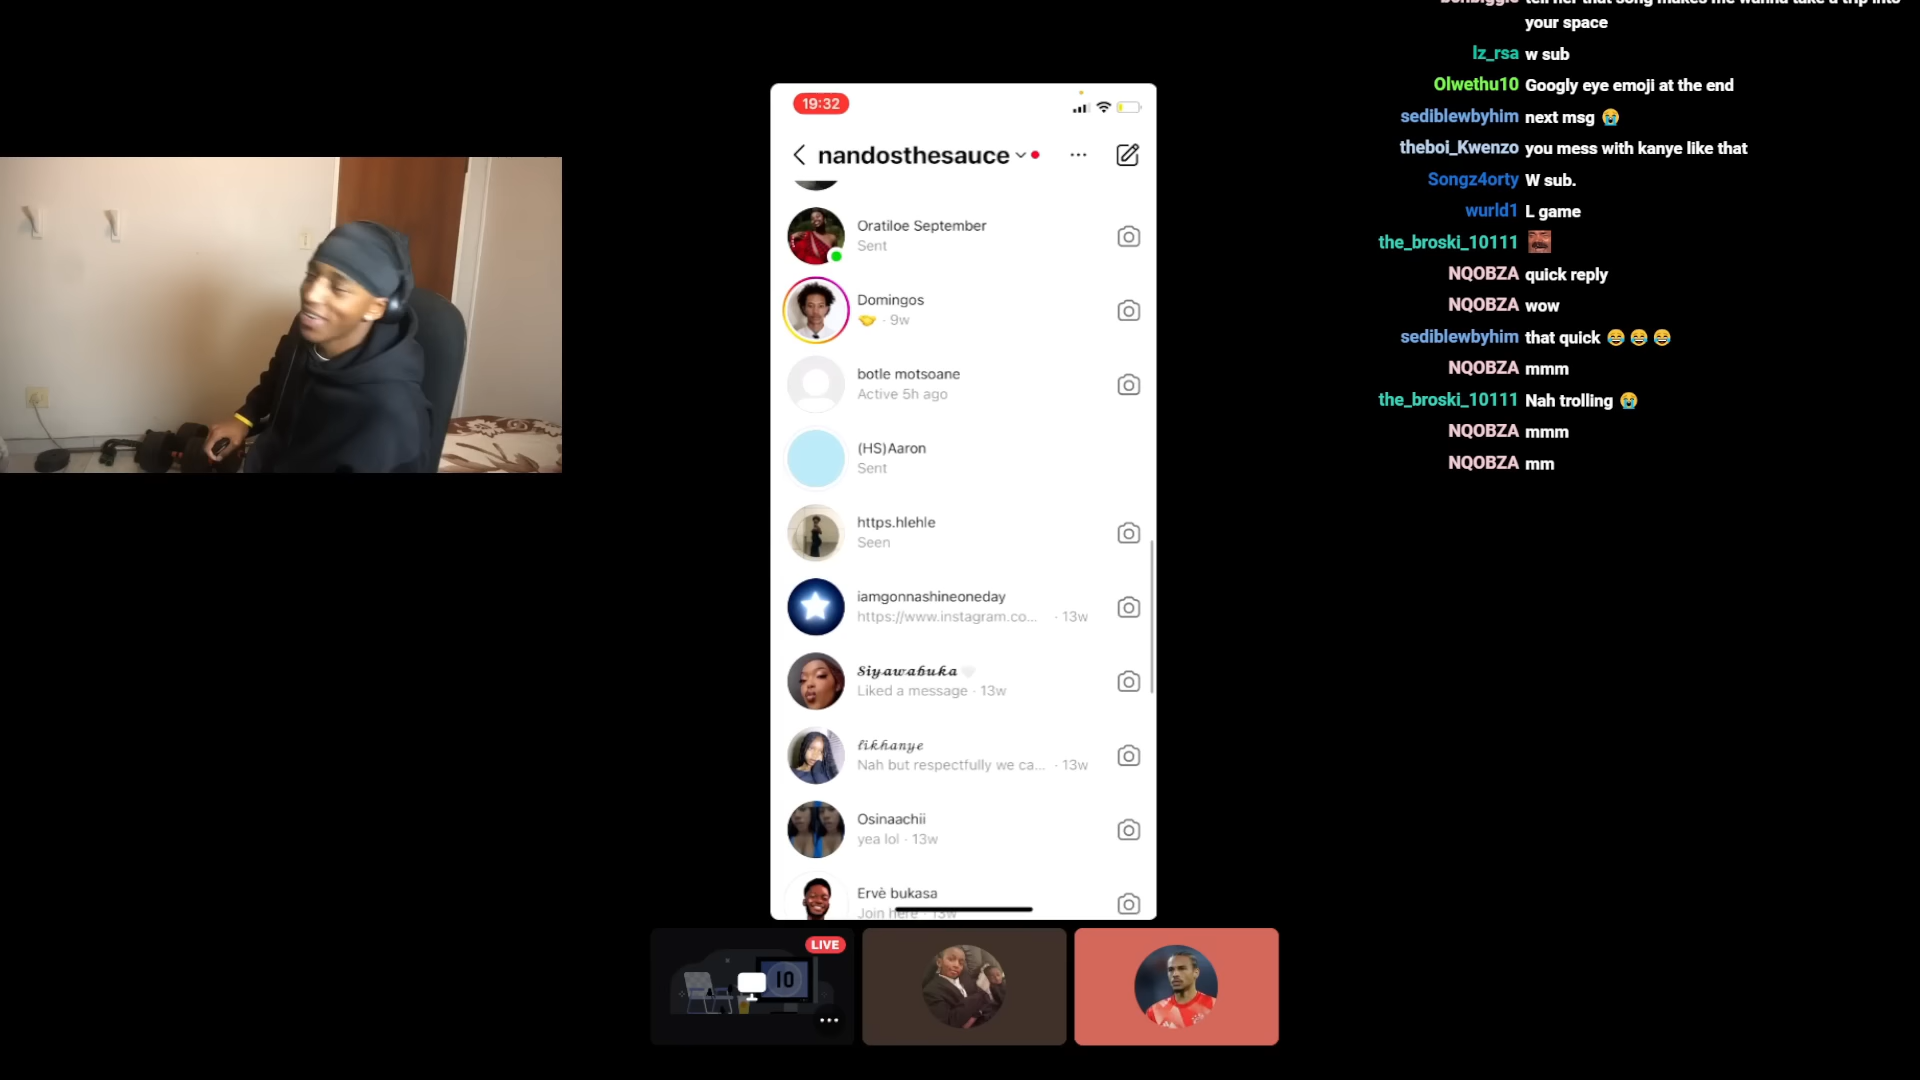 your space
lz_rsa w sub
Olwethu10 Googly eye emoji at the end
sediblewbyhim next msg 😭
theboi_Kwenzo you mess with kanye like that
Songz4orty W sub.
wurld1 L game
the_broski_10111
NQOBZA quick reply
NQOBZA wow
sediblewbyhim that quick 😂 😂 😂
NQOBZA mmm
the_broski_10111 Nah trolling 😭
NQOBZA mmm
NQOBZA mm
19:32
nandosthesauce
Oratiloe September
Sent
Domingos
🤝 · 9w
botle motsoane
Active 5h ago
(HS)Aaron
Sent
https.hlehle
Seen
iamgonnashineoneday
https://www.instagram.co... · 13w
Siyawabuka 🤍
Liked a message · 13w
likhanye
Nah but respectfully we ca... · 13w
Osinaachii
yea lol · 13w
Ervè bukasa
Join here · 13w
LIVE
10